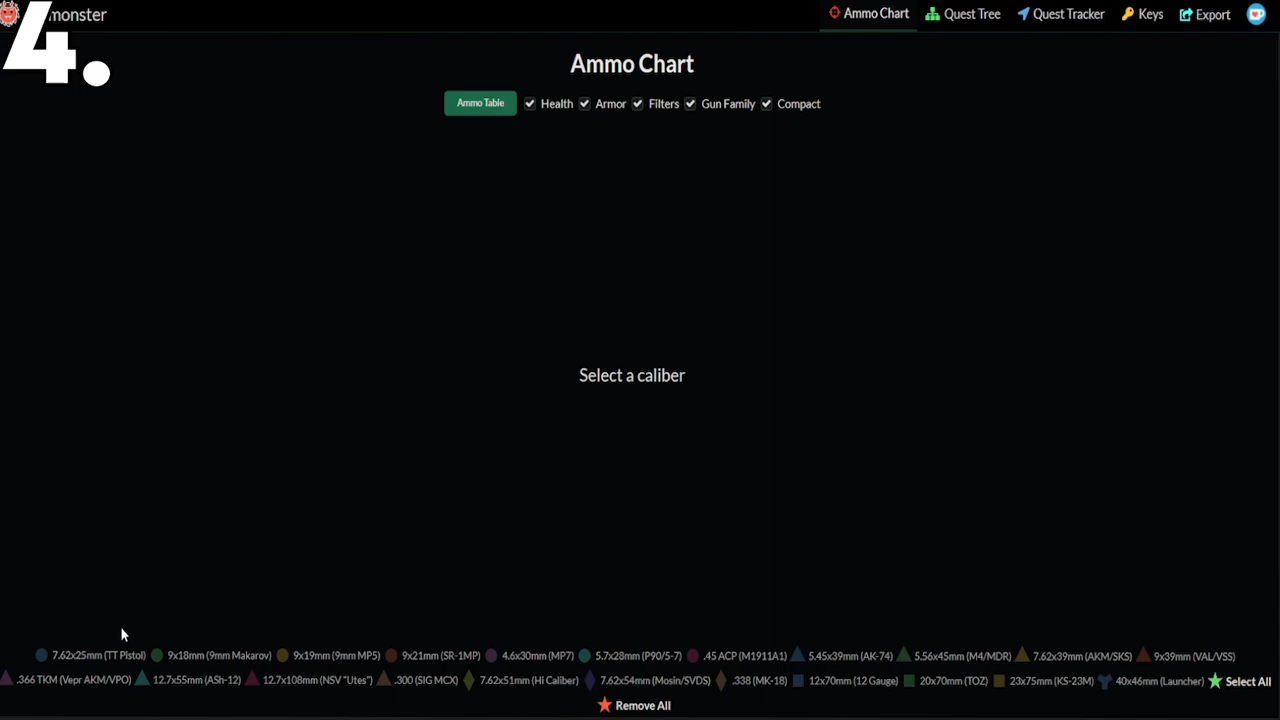 4.
monster
Ammo Chart Quest Tree Quest Tracker Keys Export
Ammo Chart
Ammo Table Health Armor Filters Gun Family Compact
Select a caliber
7.62x25mm (TT Pistol) 9x18mm (9mm Makarov) 9x19mm (9mm MP5) 9x21mm (SR-1MP) 4.6x30mm (MP7) 5.7x28mm (P90/5-7) .45 ACP (M1911A1) 5.45x39mm (AK-74) 5.56x45mm (M4/MDR) 7.62x39mm (AKM/SKS) 9x39mm (VAL/VSS)
.366 TKM (Vepr AKM/VPO) 12.7x55mm (ASh-12) 12.7x108mm (NSV "Utes") .300 (SIG MCX) 7.62x51mm (Hi Caliber) 7.62x54mm (Mosin/SVDS) .338 (MK-18) 12x70mm (12 Gauge) 20x70mm (TOZ) 23x75mm (KS-23M) 40x46mm (Launcher) Select All
Remove All